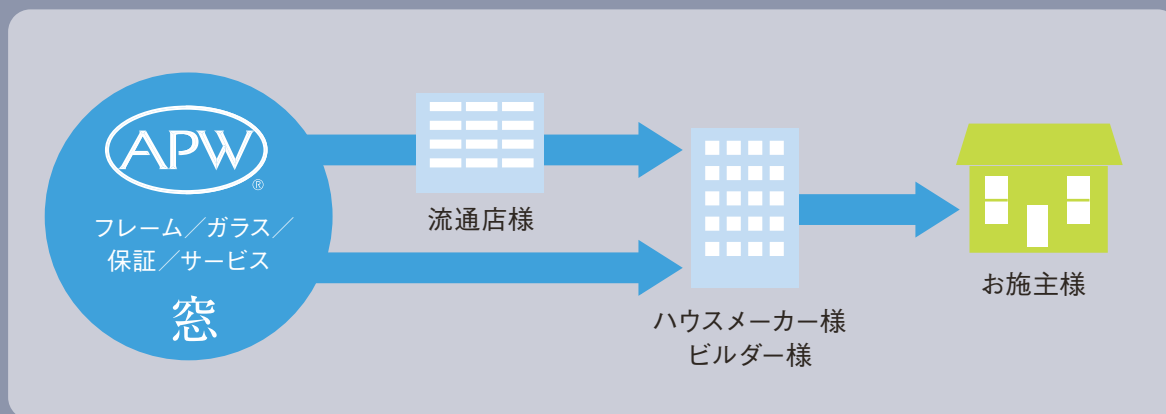 APW®
フレーム／ガラス／
保証／サービス
窓
流通店様
ハウスメーカー様
ビルダー様
お施主様